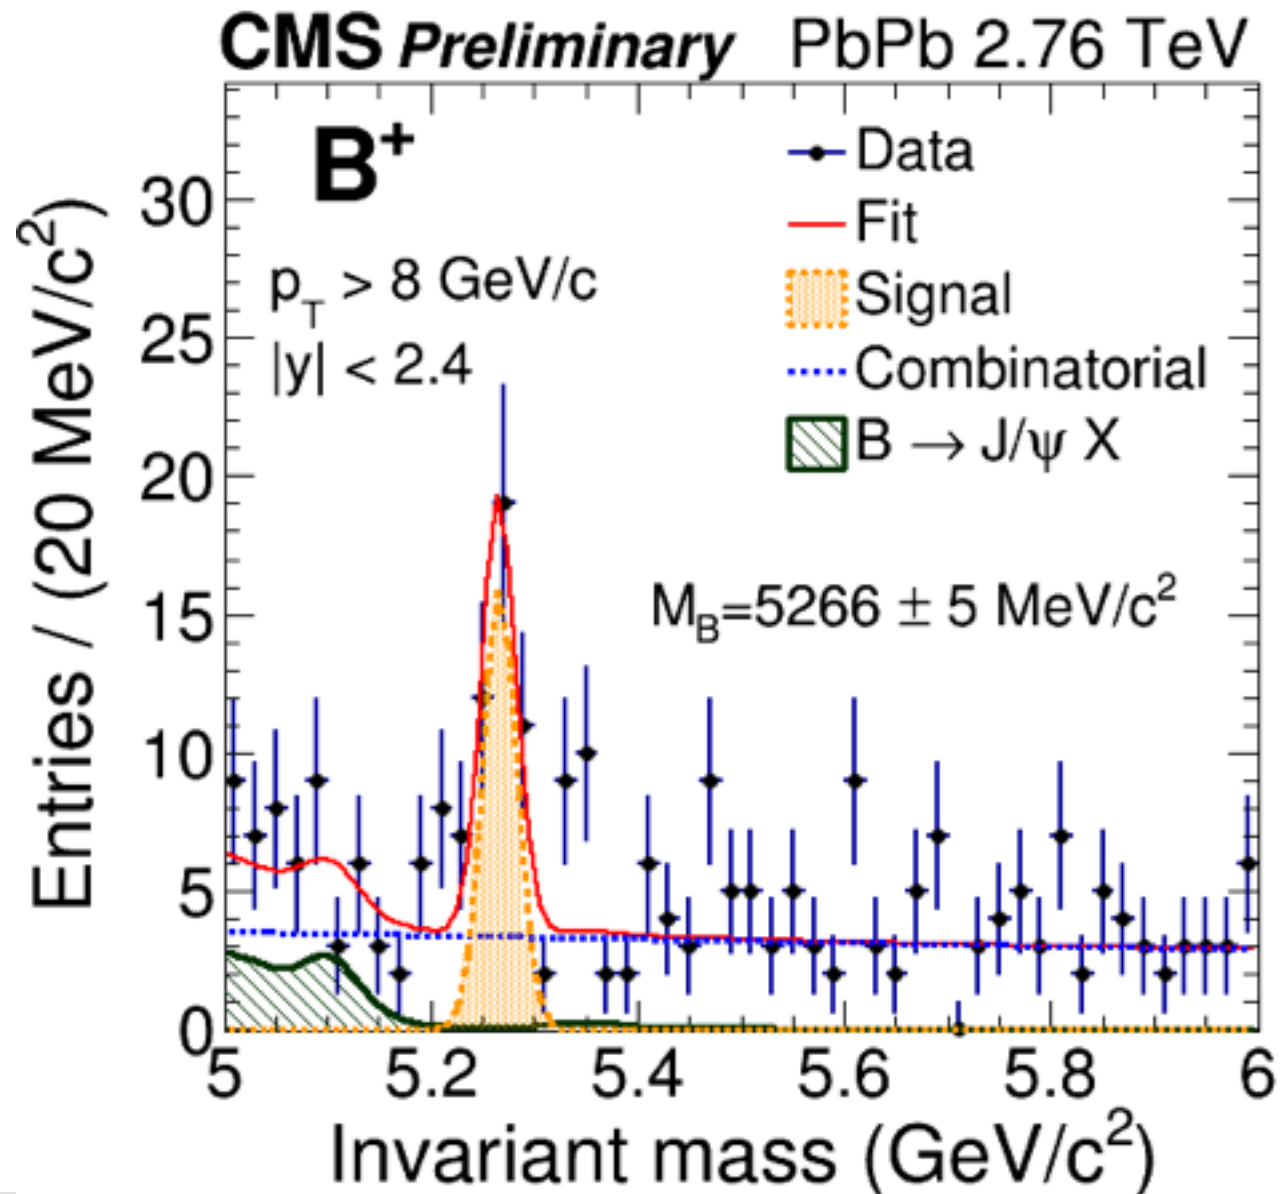 CMS Preliminary PbPb 2.76 TeV
B+
pT > 8 GeV/c
|y| < 2.4
Data
Fit
Signal
Combinatorial
B → J/ψ X
MB=5266 ± 5 MeV/c2
Entries / (20 MeV/c2)
30
25
20
15
10
5
0
5 5.2 5.4 5.6 5.8 6
Invariant mass (GeV/c2)